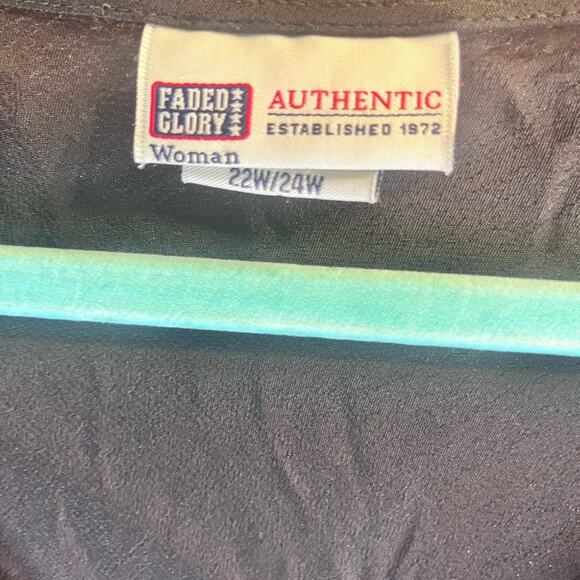 FADED
GLORY
AUTHENTIC
ESTABLISHED 1972
Woman
22W/24W